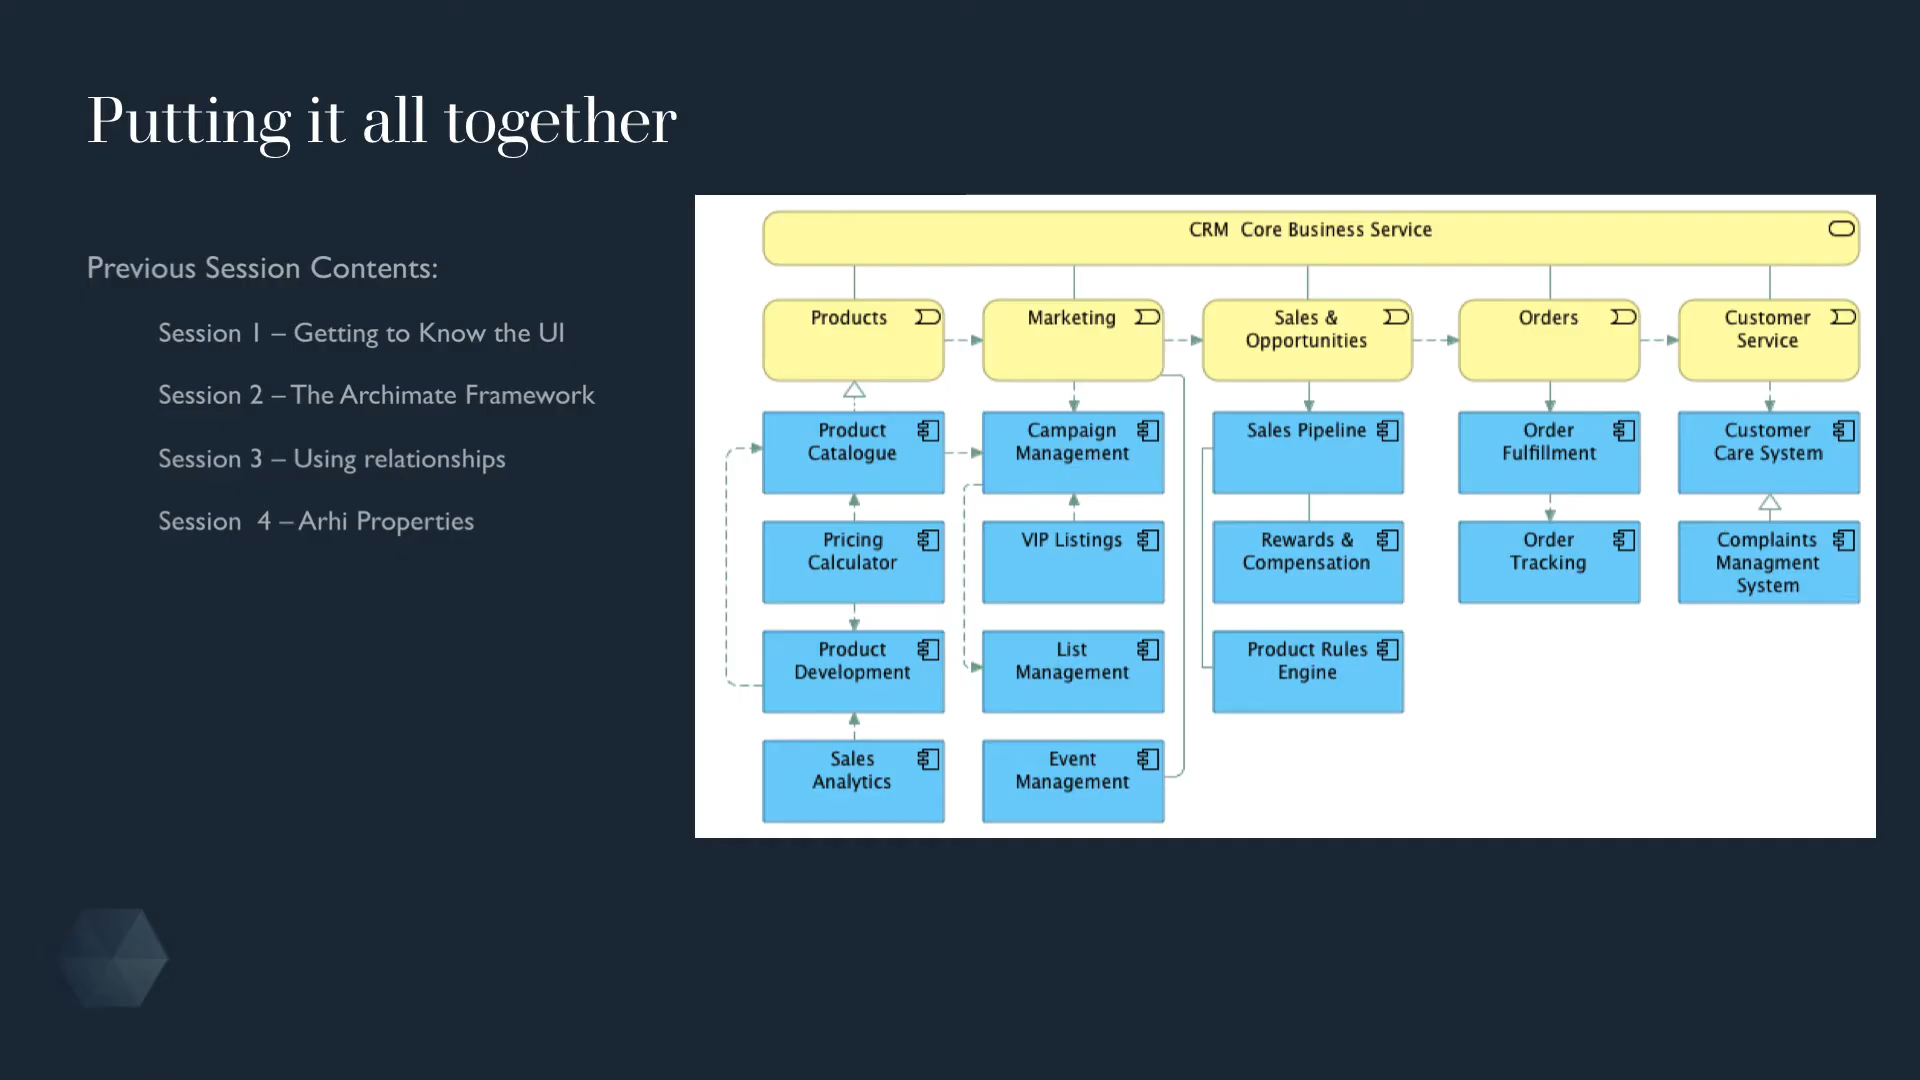 Putting it all together
Previous Session Contents:
Session 1 – Getting to Know the UI
Session 2 – The Archimate Framework
Session 3 – Using relationships
Session 4 – Arhi Properties
CRM Core Business Service
Products
Marketing
Sales &
Opportunities
Orders
Customer
Service
Product
Catalogue
Campaign
Management
Sales Pipeline
Order
Fulfillment
Customer
Care System
Pricing
Calculator
VIP Listings
Rewards &
Compensation
Order
Tracking
Complaints
Managment
System
Product
Development
List
Management
Product Rules
Engine
Sales
Analytics
Event
Management